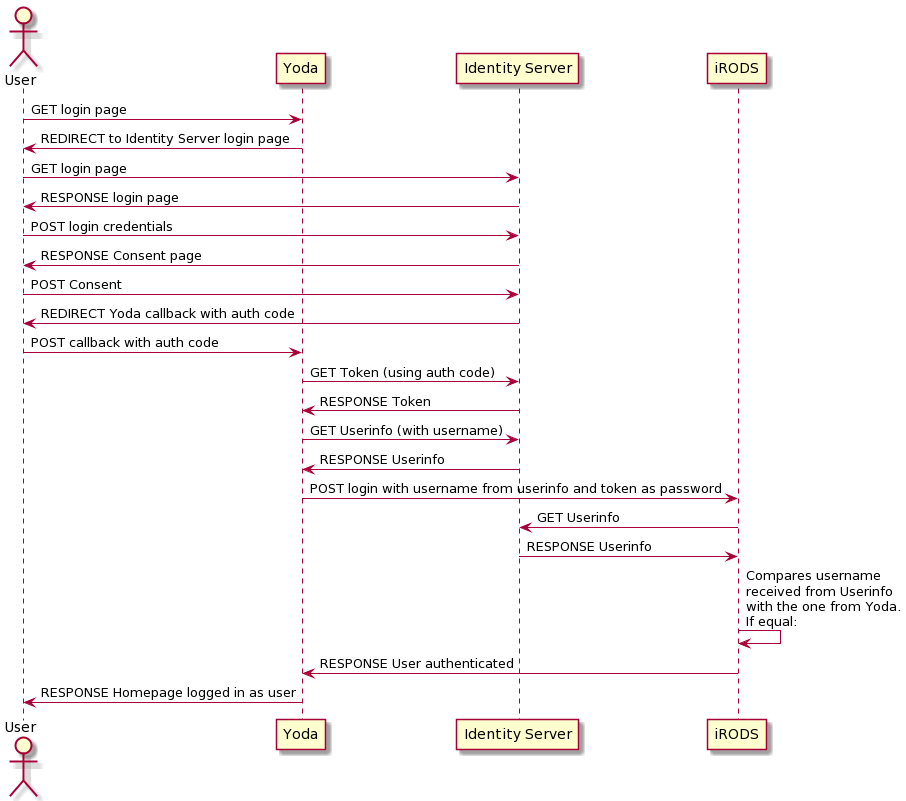 User
Yoda
Identity Server
iRODS
GET login page
REDIRECT to Identity Server login page
GET login page
RESPONSE login page
POST login credentials
RESPONSE Consent page
POST Consent
REDIRECT Yoda callback with auth code
POST callback with auth code
GET Token (using auth code)
RESPONSE Token
GET Userinfo (with username)
RESPONSE Userinfo
POST login with username from userinfo and token as password
GET Userinfo
RESPONSE Userinfo
Compares username
received from Userinfo
with the one from Yoda.
If equal:
RESPONSE User authenticated
RESPONSE Homepage logged in as user
User
Yoda
Identity Server
iRODS